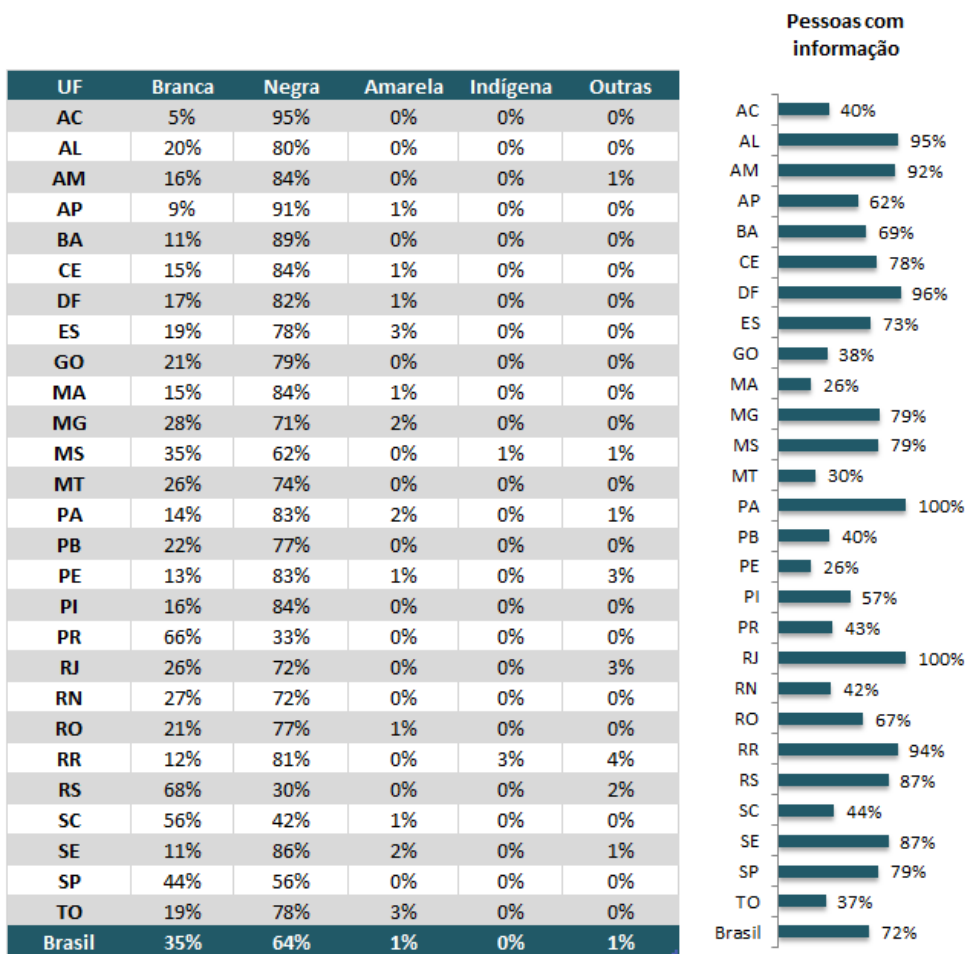 Pessoas com
informação
UF Branca Negra Amarela Indígena Outras
AC 5% 95% 0% 0% 0%
AL 20% 80% 0% 0% 0%
AM 16% 84% 0% 0% 1%
AP 9% 91% 1% 0% 0%
BA 11% 89% 0% 0% 0%
CE 15% 84% 1% 0% 0%
DF 17% 82% 1% 0% 0%
ES 19% 78% 3% 0% 0%
GO 21% 79% 0% 0% 0%
MA 15% 84% 1% 0% 0%
MG 28% 71% 2% 0% 0%
MS 35% 62% 0% 1% 1%
MT 26% 74% 0% 0% 0%
PA 14% 83% 2% 0% 1%
PB 22% 77% 0% 0% 0%
PE 13% 83% 1% 0% 3%
PI 16% 84% 0% 0% 0%
PR 66% 33% 0% 0% 0%
RJ 26% 72% 0% 0% 3%
RN 27% 72% 0% 0% 0%
RO 21% 77% 1% 0% 0%
RR 12% 81% 0% 3% 4%
RS 68% 30% 0% 0% 2%
SC 56% 42% 1% 0% 0%
SE 11% 86% 2% 0% 1%
SP 44% 56% 0% 0% 0%
TO 19% 78% 3% 0% 0%
Brasil 35% 64% 1% 0% 1%
AC 40%
AL 95%
AM 92%
AP 62%
BA 69%
CE 78%
DF 96%
ES 73%
GO 38%
MA 26%
MG 79%
MS 79%
MT 30%
PA 100%
PB 40%
PE 26%
PI 57%
PR 43%
RJ 100%
RN 42%
RO 67%
RR 94%
RS 87%
SC 44%
SE 87%
SP 79%
TO 37%
Brasil 72%